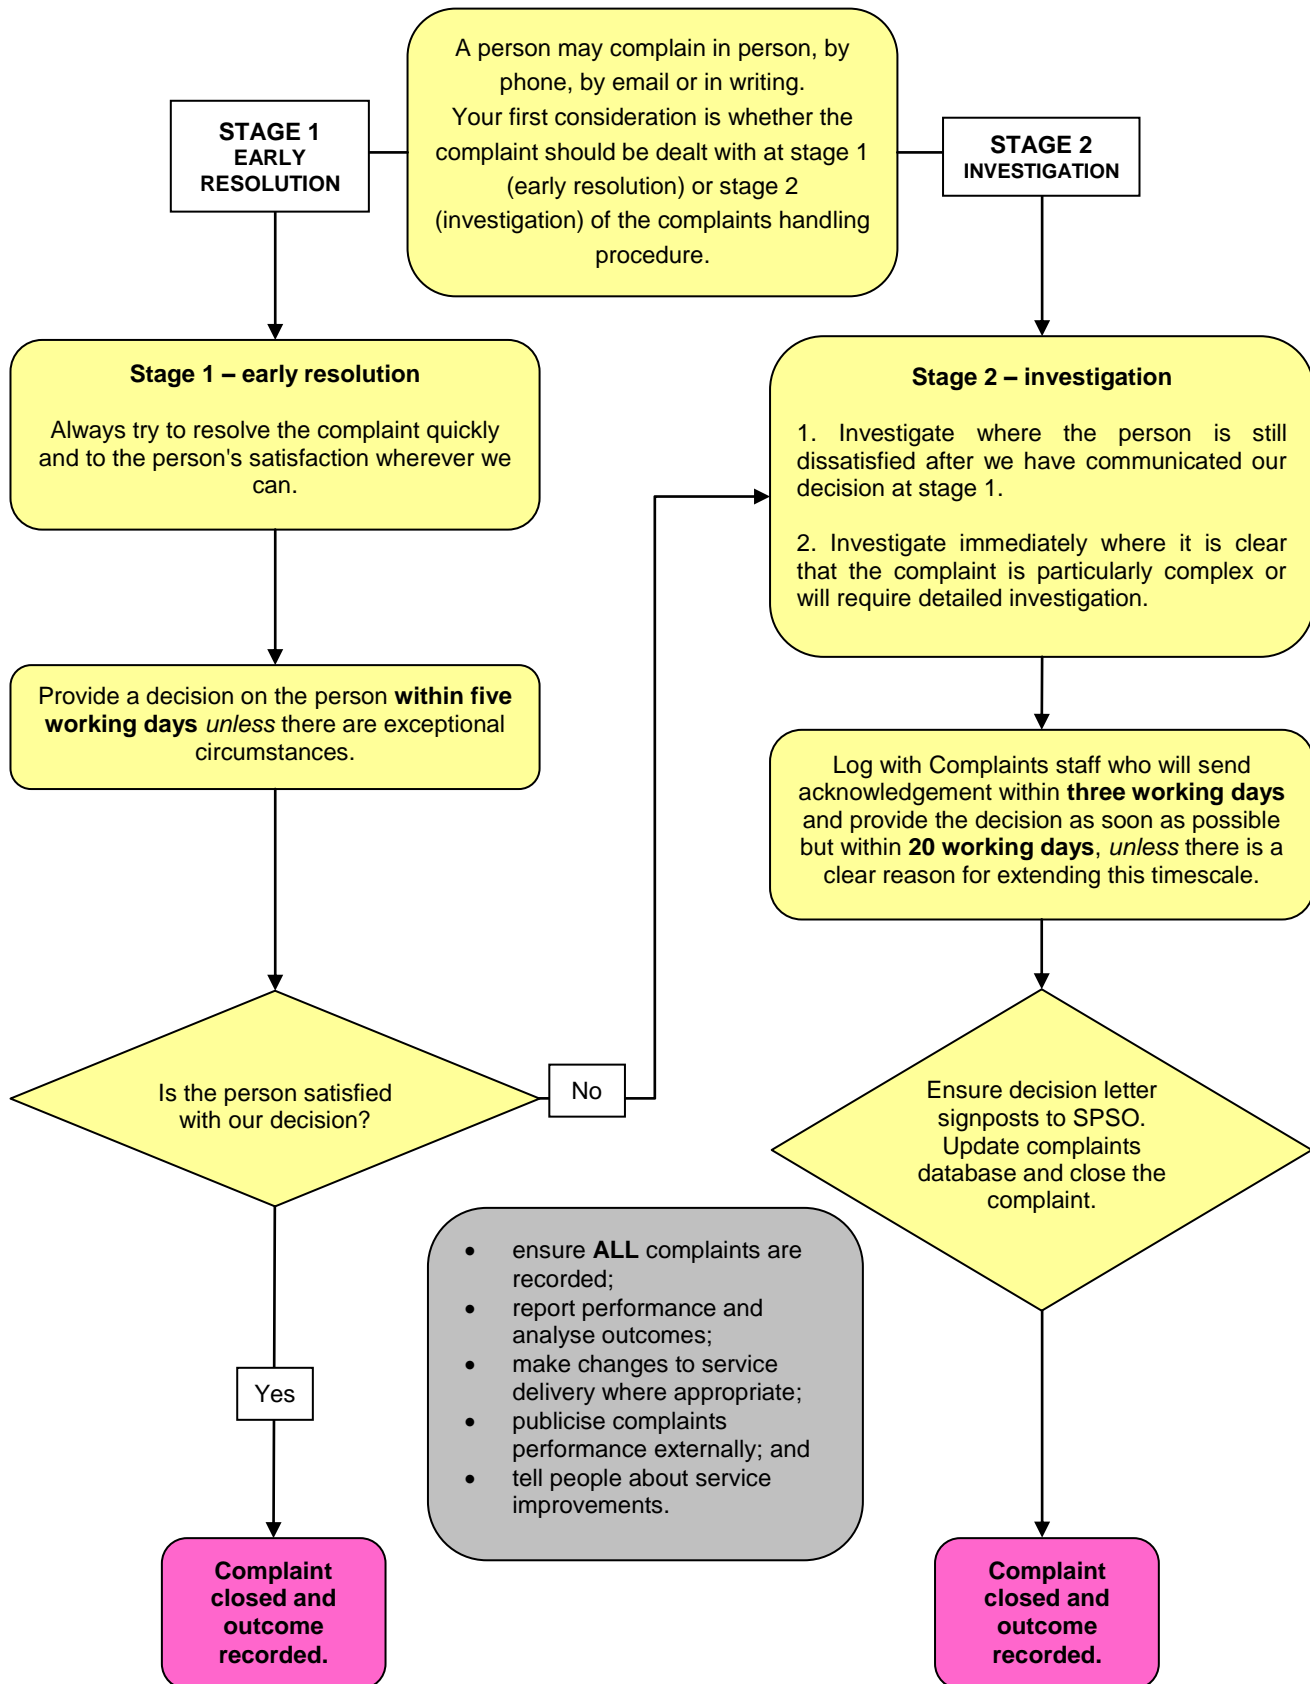 A person may complain in person, by
phone, by email or in writing.
Your first consideration is whether the
complaint should be dealt with at stage 1
(early resolution) or stage 2
(investigation) of the complaints handling
procedure.
STAGE 1
EARLY
RESOLUTION
STAGE 2
INVESTIGATION
Stage 1 – early resolution
Always try to resolve the complaint quickly
and to the person's satisfaction wherever we
can.
Stage 2 – investigation
1. Investigate where the person is still
dissatisfied after we have communicated our
decision at stage 1.
2. Investigate immediately where it is clear
that the complaint is particularly complex or
will require detailed investigation.
Provide a decision on the person within five
working days unless there are exceptional
circumstances.
Log with Complaints staff who will send
acknowledgement within three working days
and provide the decision as soon as possible
but within 20 working days, unless there is a
clear reason for extending this timescale.
Is the person satisfied
with our decision?
No
Ensure decision letter
signposts to SPSO.
Update complaints
database and close the
complaint.
• ensure ALL complaints are
recorded;
• report performance and
analyse outcomes;
• make changes to service
delivery where appropriate;
• publicise complaints
performance externally; and
• tell people about service
improvements.
Yes
Complaint
closed and
outcome
recorded.
Complaint
closed and
outcome
recorded.